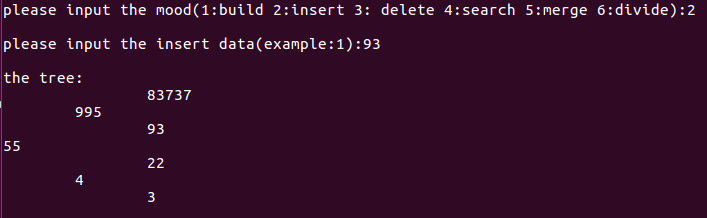 please input the mood(1:build 2:insert 3: delete 4:search 5:merge 6:divide):2
please input the insert data(example:1):93
the tree:
83737
995
93
55
22
4
3